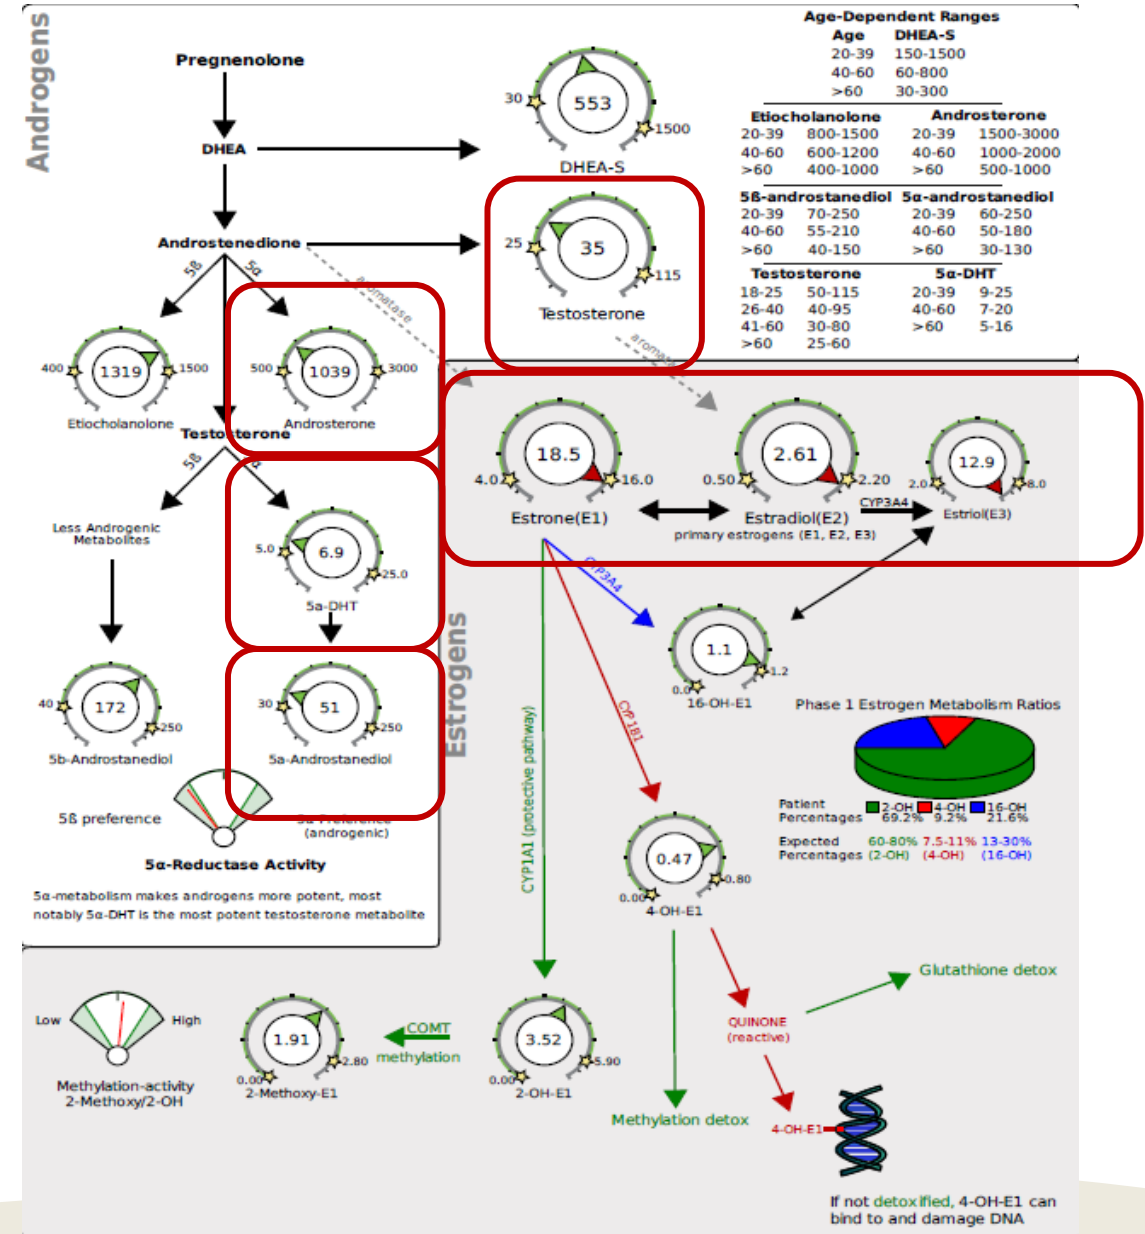 Androgens
Pregnenolone
DHEA
Androstenedione
5ß
5α
aromatase
400
1319
1500
Etiocholanolone
500
1039
3000
Androsterone
Testosterone
5ß
α
Less Androgenic
Metabolites
5.0
6.9
25.0
5a-DHT
40
172
250
5b-Androstanediol
30
51
250
5a-Androstanediol
5ß preference
5α Preference
(androgenic)
5α-Reductase Activity
5α-metabolism makes androgens more potent, most
notably 5α-DHT is the most potent testosterone metabolite
30
553
1500
DHEA-S
25
35
115
Testosterone
Age-Dependent Ranges
Age DHEA-S
20-39 150-1500
40-60 60-800
>60 30-300
Etiocholanolone Androsterone
20-39 800-1500 20-39 1500-3000
40-60 600-1200 40-60 1000-2000
>60 400-1000 >60 500-1000
5ß-androstanediol 5α-androstanediol
20-39 70-250 20-39 60-250
40-60 55-210 40-60 50-180
>60 40-150 >60 30-130
Testosterone 5α-DHT
18-25 50-115 20-39 9-25
26-40 40-95 40-60 7-20
41-60 30-80 >60 5-16
>60 25-60
Estrogens
4.0
18.5
16.0
Estrone(E1)
0.50
2.61
2.20
Estradiol(E2)
CYP3A4
2.0
12.9
8.0
Estriol(E3)
primary estrogens (E1, E2, E3)
CYP3A4
0.0
1.1
1.2
16-OH-E1
CYP1B1
CYP1A1 (protective pathway)
Phase 1 Estrogen Metabolism Ratios
Patient 2-OH 4-OH 16-OH
Percentages 69.2% 9.2% 21.6%
Expected 60-80% 7.5-11% 13-30%
Percentages (2-OH) (4-OH) (16-OH)
0.00
0.47
0.80
4-OH-E1
Low
High
Methylation-activity
2-Methoxy/2-OH
0.00
1.91
2.80
2-Methoxy-E1
COMT
methylation
0.00
3.52
5.90
2-OH-E1
Glutathione detox
QUINONE
(reactive)
Methylation detox
4-OH-E1
If not detoxified, 4-OH-E1 can
bind to and damage DNA